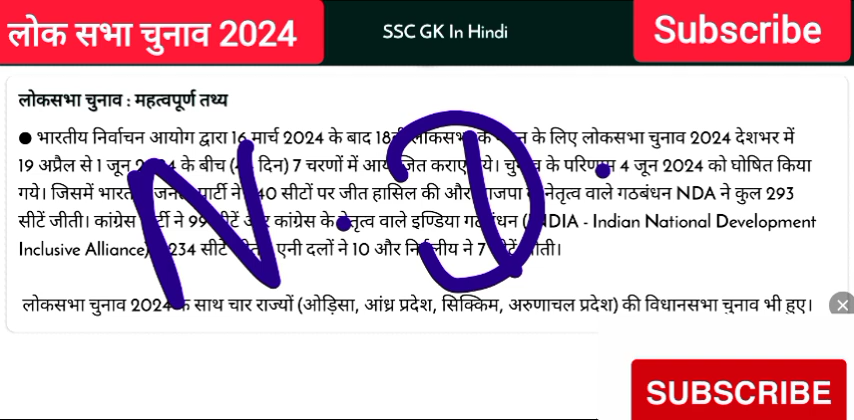 लोक सभा चुनाव 2024
SSC GK In Hindi
Subscribe
लोकसभा चुनाव : महत्वपूर्ण तथ्य
● भारतीय निर्वाचन आयोग द्वारा 16 मार्च 2024 के बाद 18वीं लोकसभा के के लिए लोकसभा चुनाव 2024 देशभर में
19 अप्रैल से 1 जून 2024 के बीच ( दिन) 7 चरणों में आयोजित कराए गये। चुनाव के परिणाम 4 जून 2024 को घोषित किया
गये। जिसमें भारतीय जनता पार्टी ने 240 सीटों पर जीत हासिल की और भाजपा के नेतृत्व वाले गठबंधन NDA ने कुल 293
सीटें जीती। कांग्रेस पार्टी ने 99 सीटें और कांग्रेस के नेतृत्व वाले इण्डिया गठबंधन (INDIA - Indian National Development
Inclusive Alliance) 234 सीटें एनी दलों ने 10 और निर्दलीय ने 7 सीटें जीती।
लोकसभा चुनाव 2024 के साथ चार राज्यों (ओड़िसा, आंध्र प्रदेश, सिक्किम, अरुणाचल प्रदेश) की विधानसभा चुनाव भी हुए।
N.D.
SUBSCRIBE